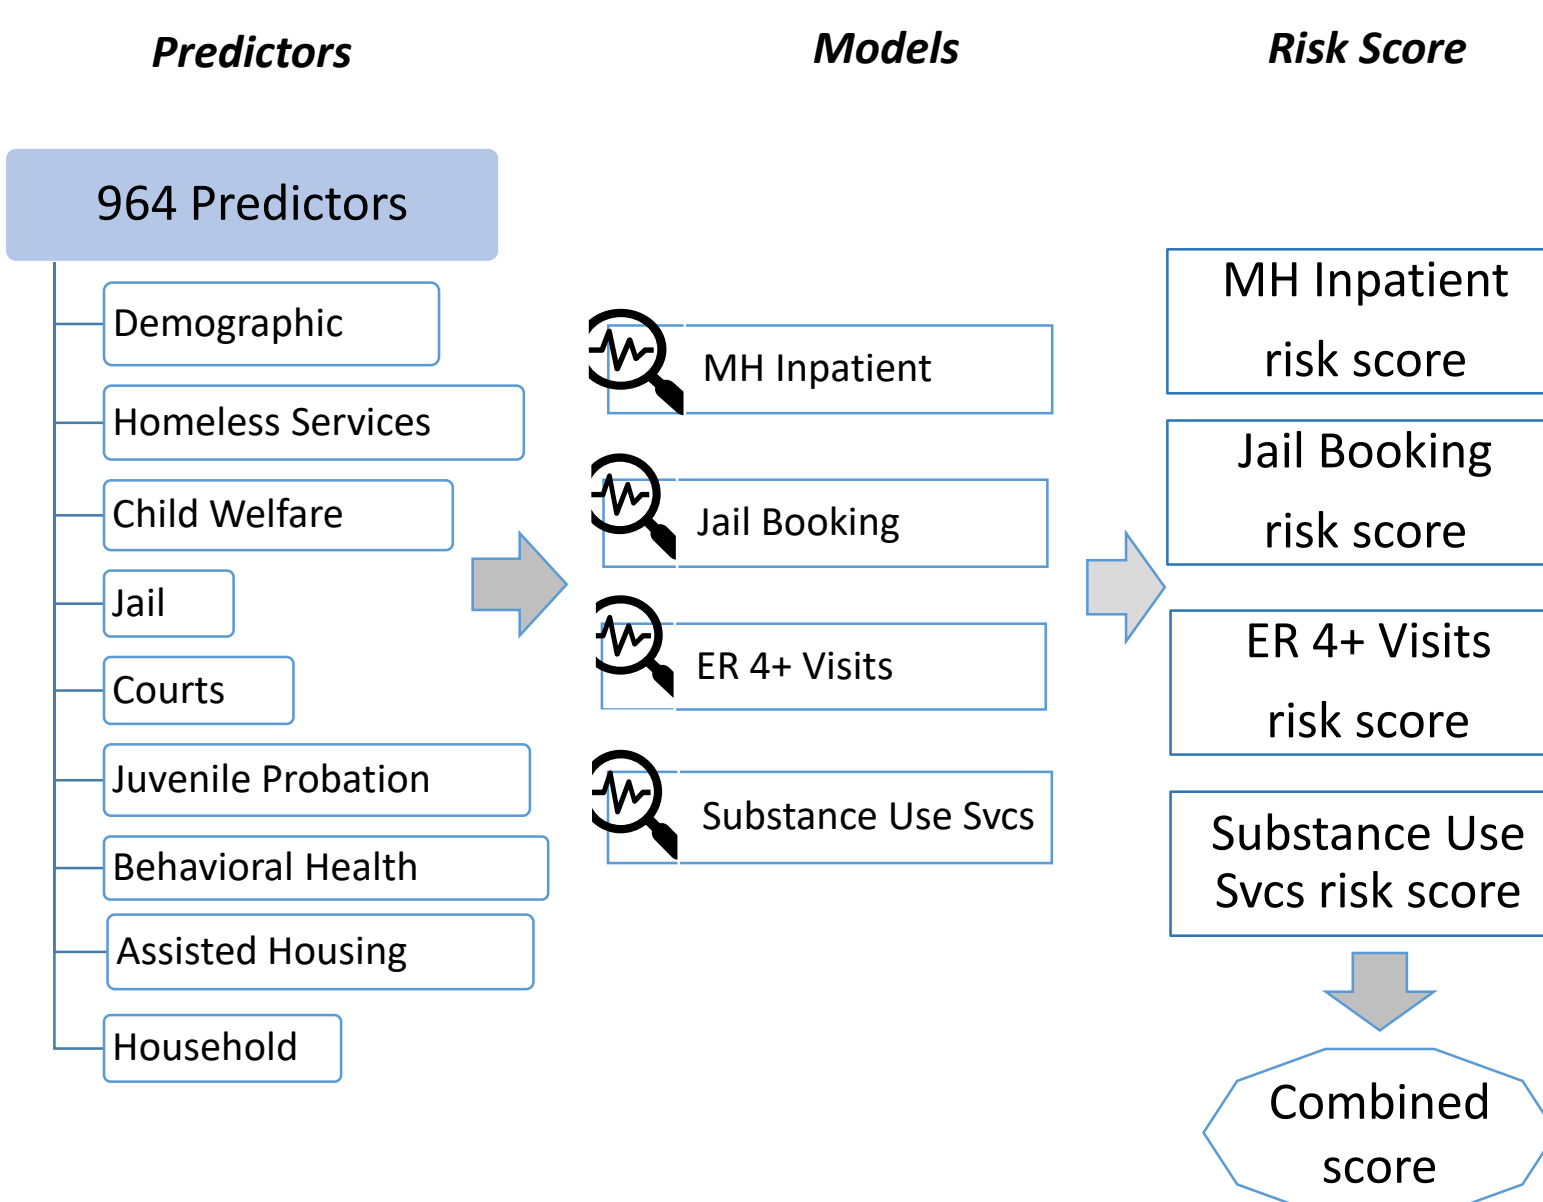 Predictors
Models
Risk Score
964 Predictors
Demographic
Homeless Services
Child Welfare
Jail
Courts
Juvenile Probation
Behavioral Health
Assisted Housing
Household
MH Inpatient
Jail Booking
ER 4+ Visits
Substance Use Svcs
MH Inpatient
risk score
Jail Booking
risk score
ER 4+ Visits
risk score
Substance Use
Svcs risk score
Combined
score